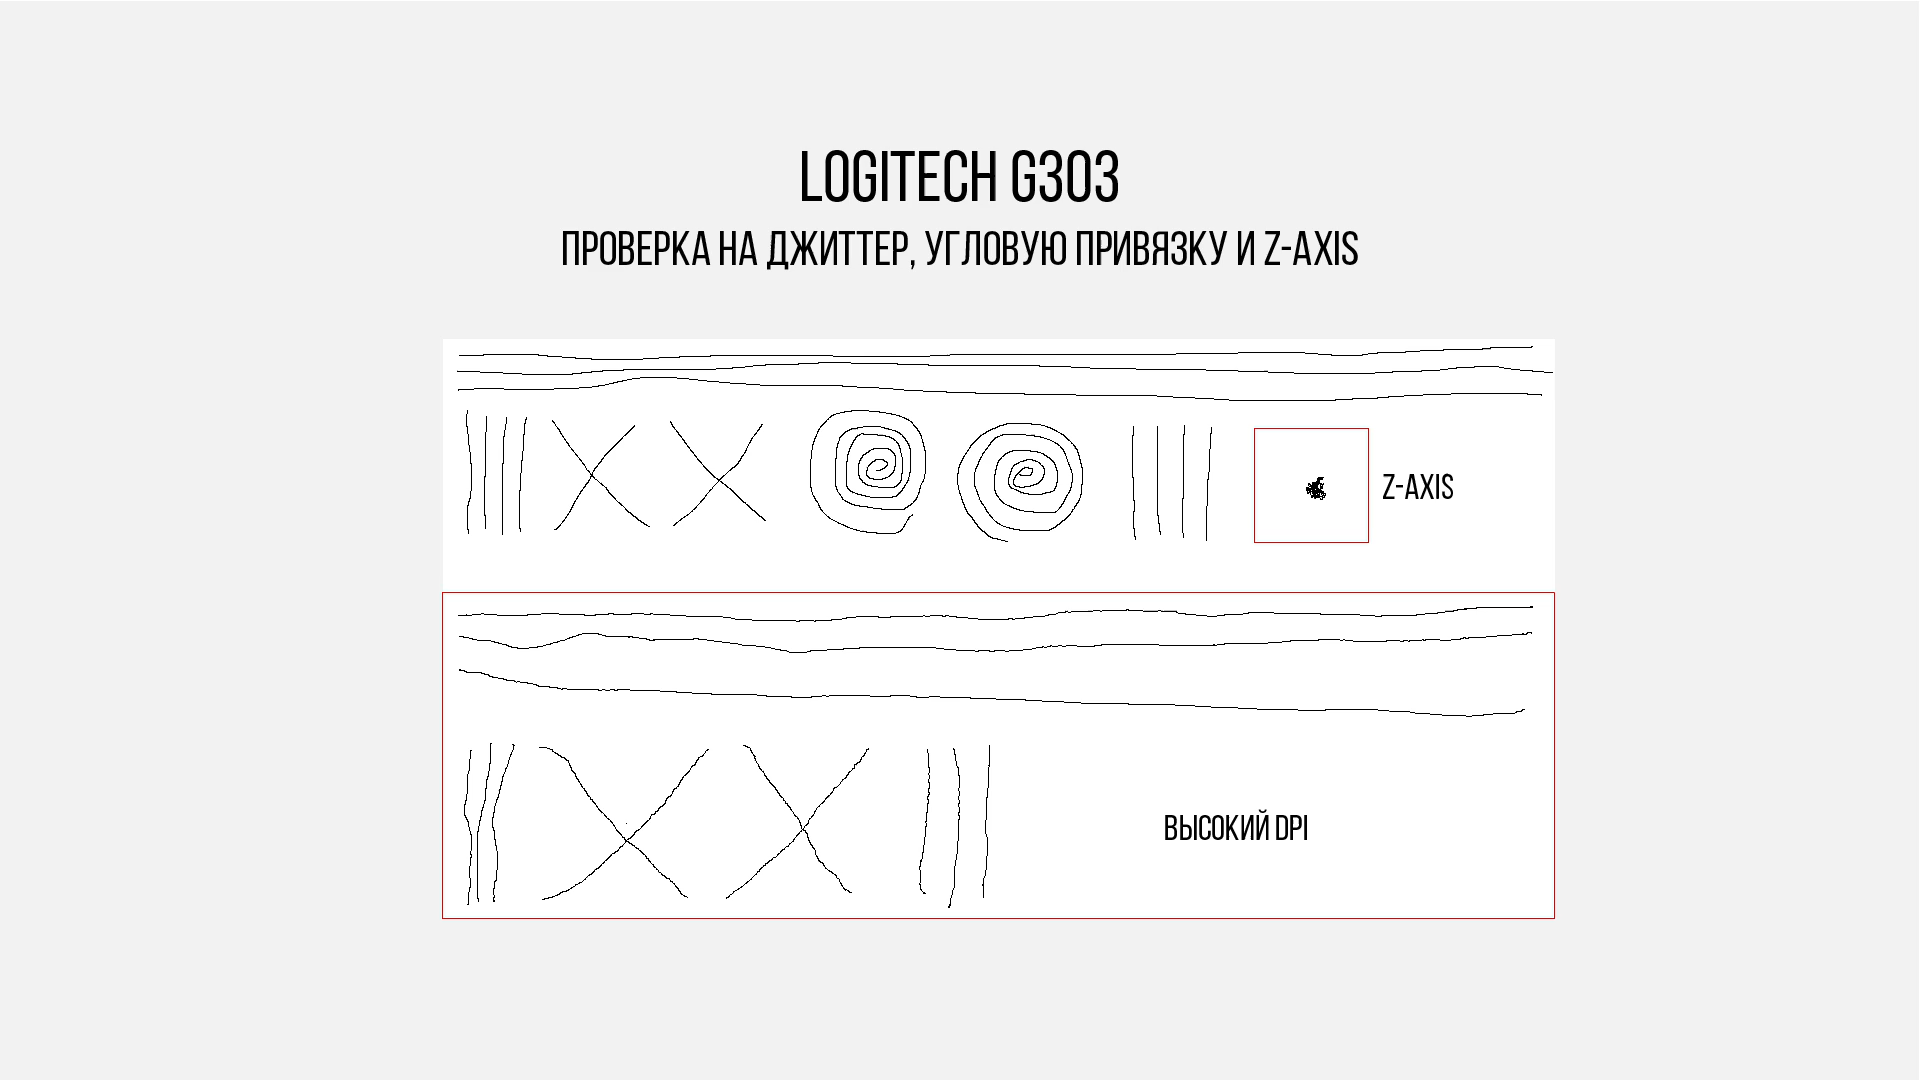 LOGITECH G303
ПРОВЕРКА НА ДЖИТТЕР, УГЛОВУЮ ПРИВЯЗКУ И Z-AXIS
Z-AXIS
ВЫСОКИЙ DPI